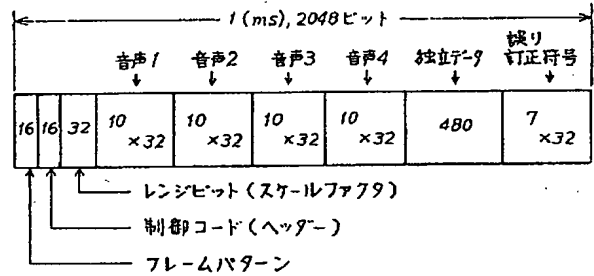 1(ms), 2048ビット
音声1 音声2 音声3 音声4 独立データ 誤り訂正符号
16 16 32 10×32 10×32 10×32 10×32 480 7×32
レンジビット(スケールファクタ)
制御コード(ヘッダー)
フレームパターン